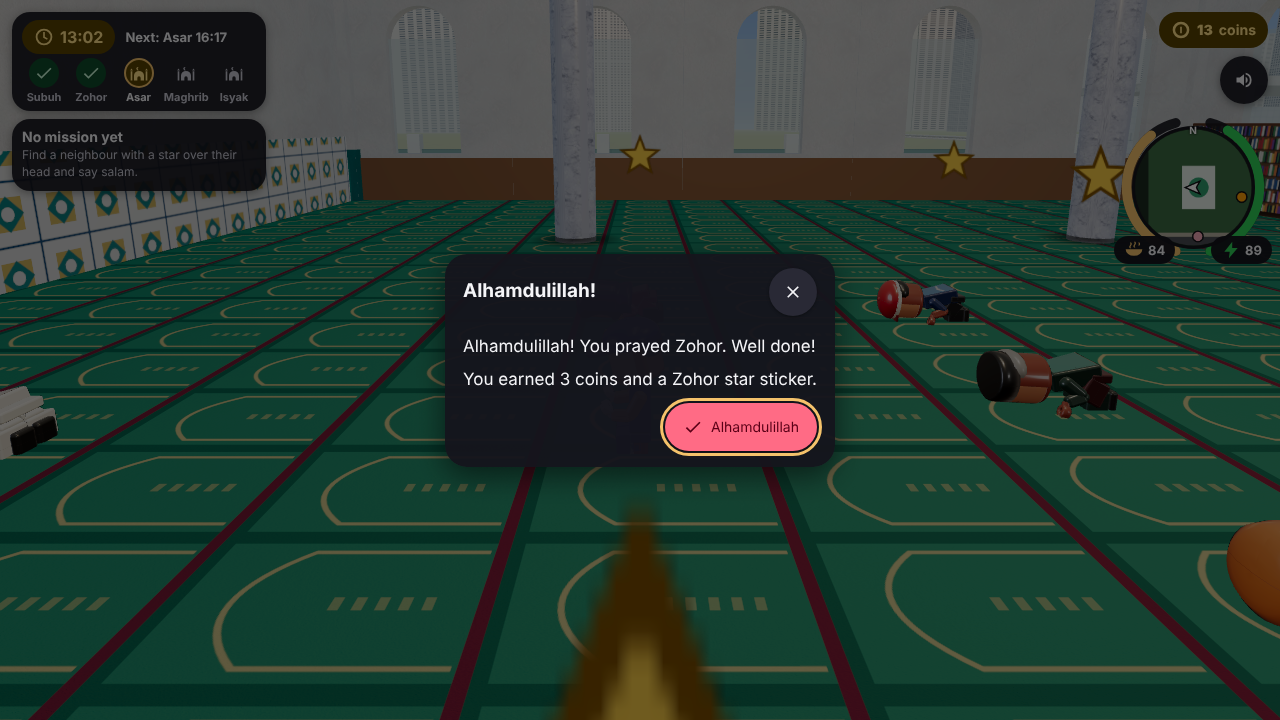 13:02 Next: Asar 16:17
Subuh Zohor Asar Maghrib Isyak
No mission yet
Find a neighbour with a star over their
head and say salam.
13 coins
N
84 89
Alhamdulillah!
Alhamdulillah! You prayed Zohor. Well done!
You earned 3 coins and a Zohor star sticker.
Alhamdulillah